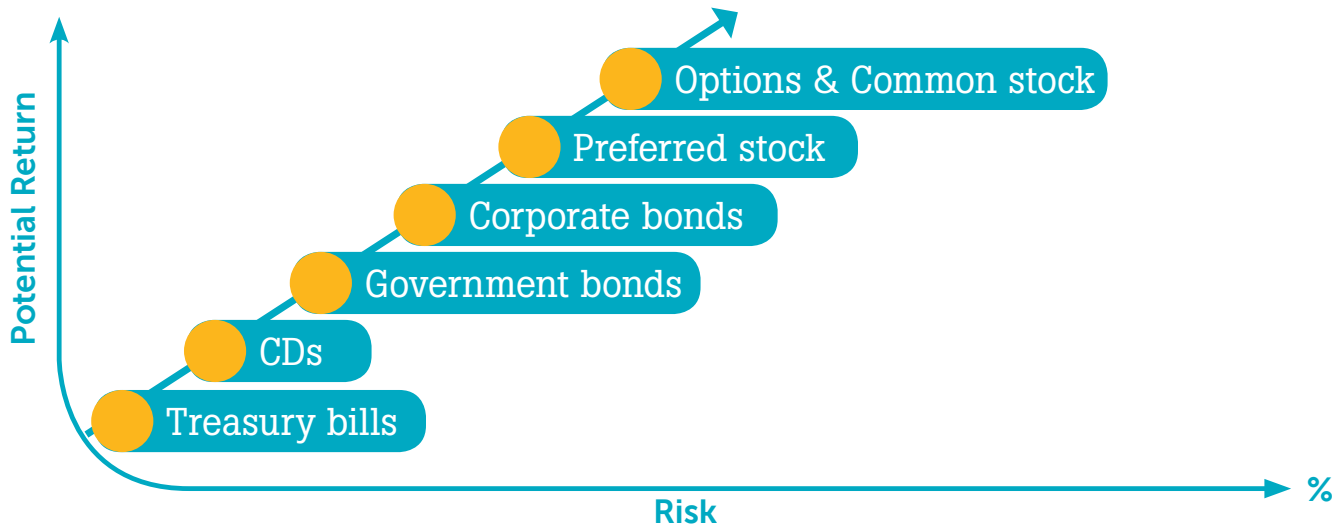 Potential Return
Options & Common stock
Preferred stock
Corporate bonds
Government bonds
CDs
Treasury bills
%
Risk